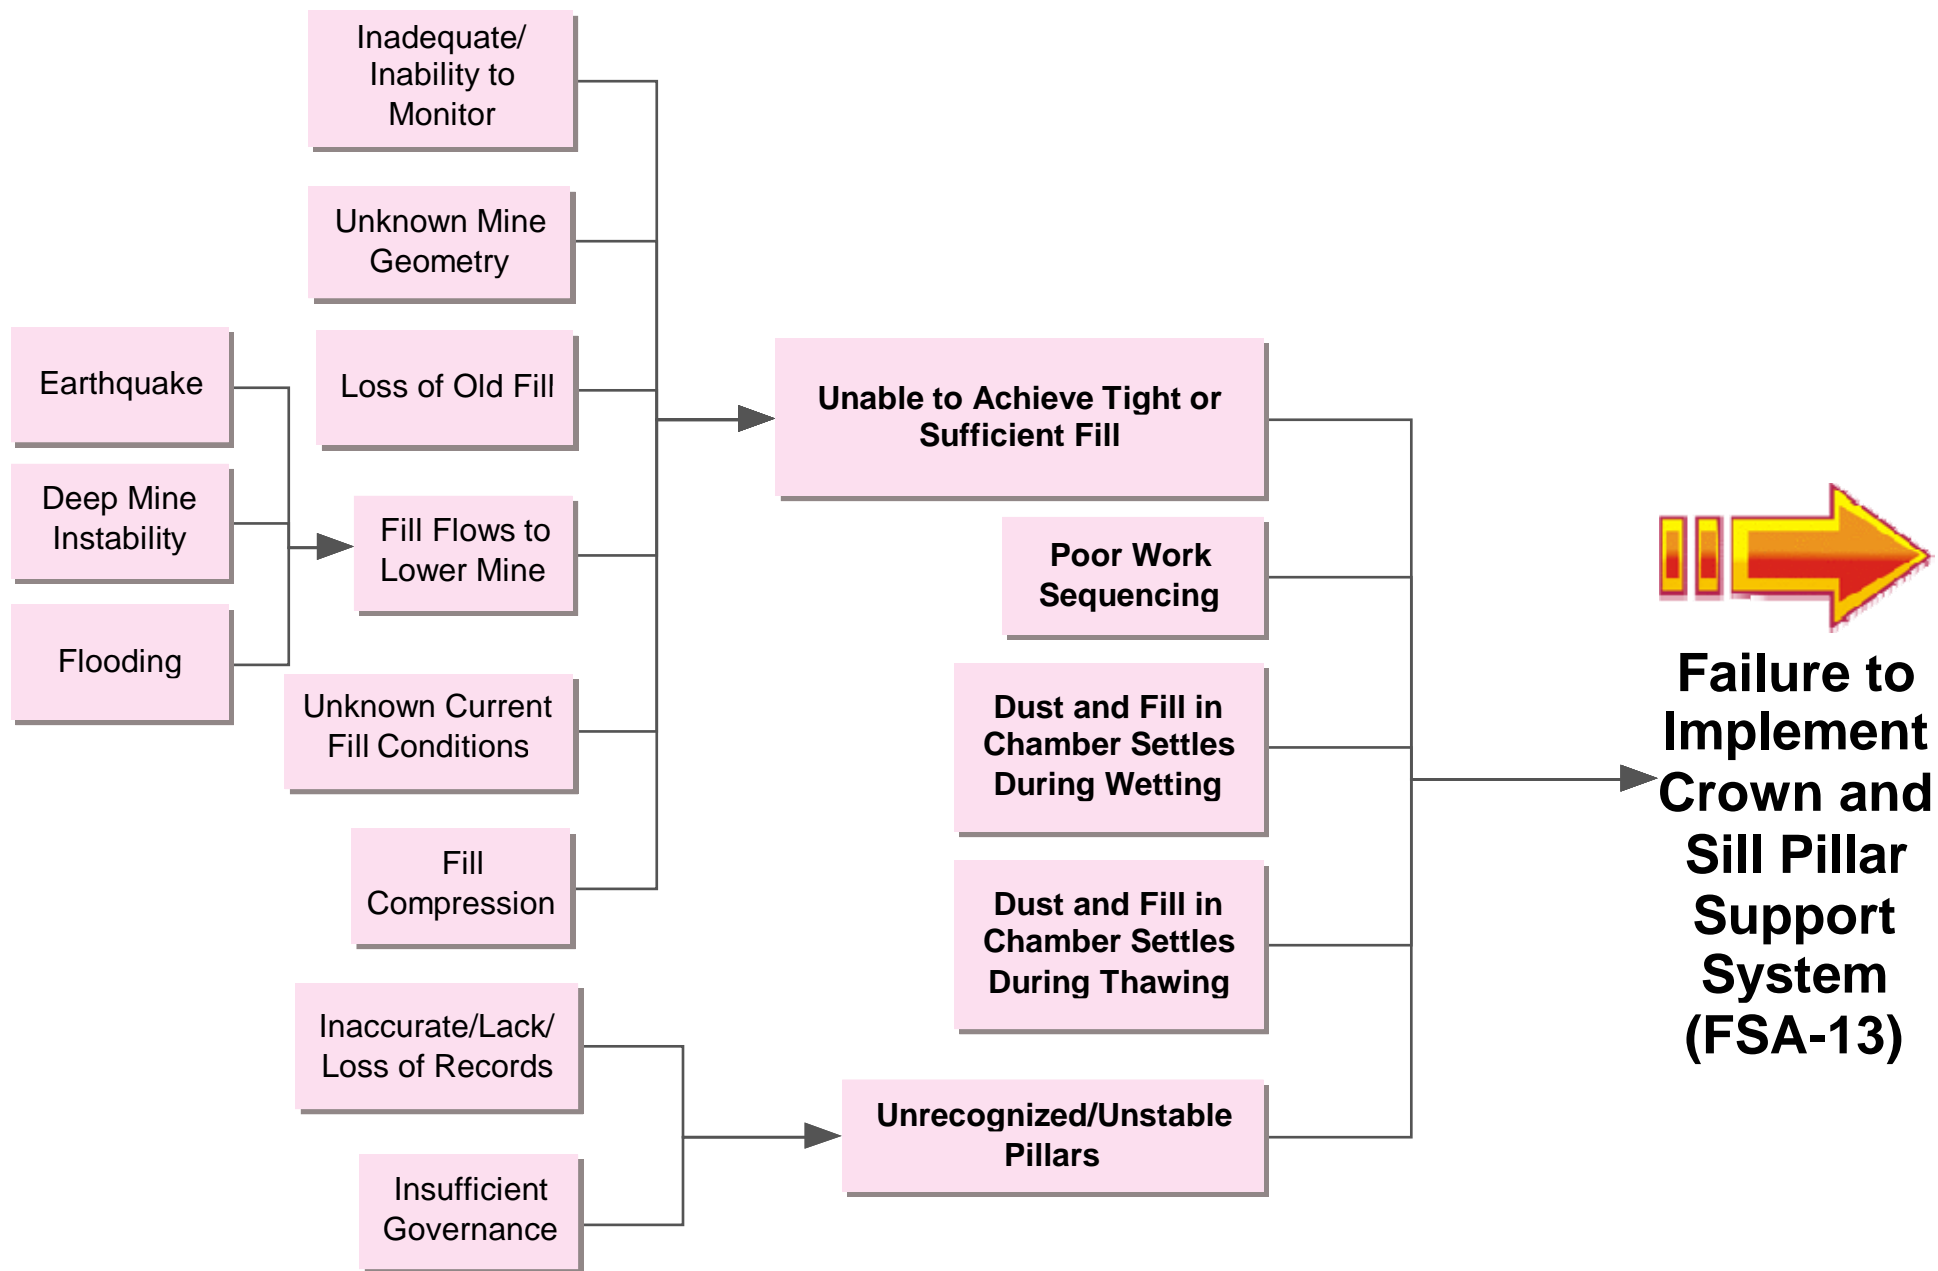 Inadequate/
Inability to
Monitor
Unknown Mine
Geometry
Earthquake
Loss of Old Fill
Deep Mine
Instability
Fill Flows to
Lower Mine
Flooding
Unknown Current
Fill Conditions
Fill
Compression
Inaccurate/Lack/
Loss of Records
Insufficient
Governance
Unable to Achieve Tight or
Sufficient Fill
Poor Work
Sequencing
Dust and Fill in
Chamber Settles
During Wetting
Dust and Fill in
Chamber Settles
During Thawing
Unrecognized/Unstable
Pillars
Failure to
Implement
Crown and
Sill Pillar
Support
System
(FSA-13)